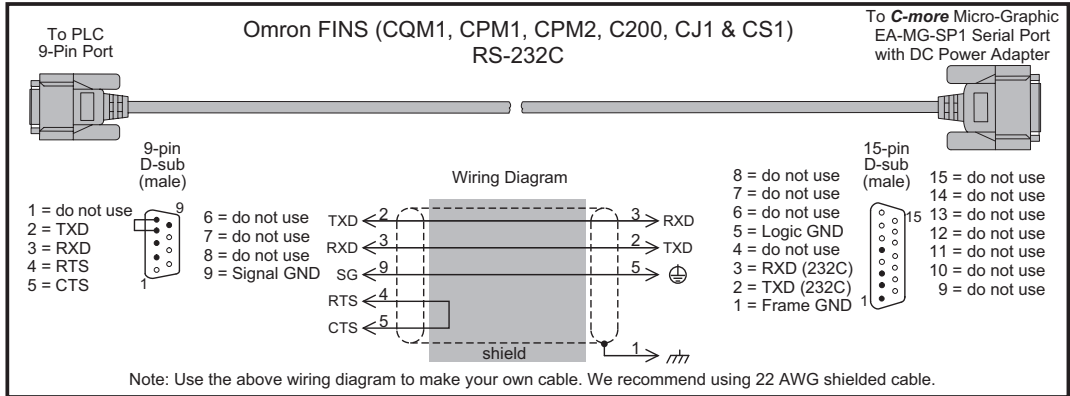 To PLC
9-Pin Port
Omron FINS (CQM1, CPM1, CPM2, C200, CJ1 & CS1)
RS-232C
To C-more Micro-Graphic
EA-MG-SP1 Serial Port
with DC Power Adapter
9-pin
D-sub
(male)
1 = do not use
2 = TXD
3 = RXD
4 = RTS
5 = CTS
9
1
6 = do not use
7 = do not use
8 = do not use
9 = Signal GND
Wiring Diagram
TXD 2 3 RXD
RXD 3 2 TXD
SG 9 5
RTS 4
CTS 5
shield
1
8 = do not use
7 = do not use
6 = do not use
5 = Logic GND
4 = do not use
3 = RXD (232C)
2 = TXD (232C)
1 = Frame GND
15-pin
D-sub
(male)
15
1
15 = do not use
14 = do not use
13 = do not use
12 = do not use
11 = do not use
10 = do not use
9 = do not use
Note: Use the above wiring diagram to make your own cable. We recommend using 22 AWG shielded cable.